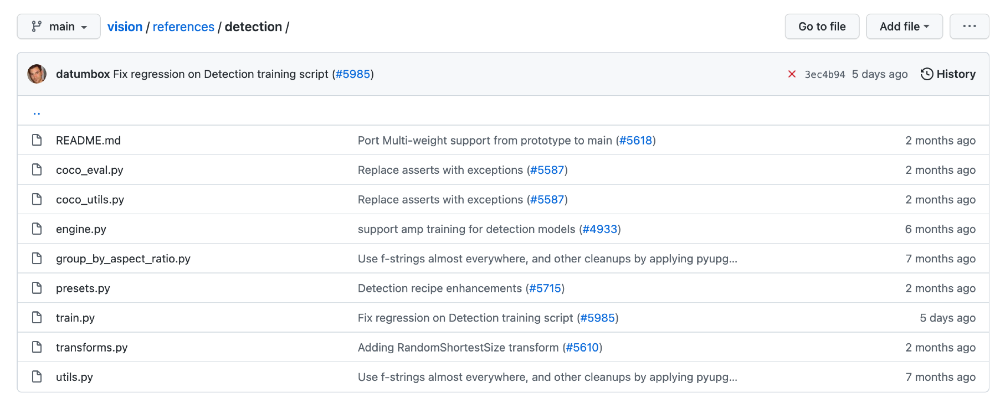 main vision / references / detection / Go to file Add file ...
datumbox Fix regression on Detection training script (#5985) 3ec4b94 5 days ago History
..
README.md Port Multi-weight support from prototype to main (#5618) 2 months ago
coco_eval.py Replace asserts with exceptions (#5587) 2 months ago
coco_utils.py Replace asserts with exceptions (#5587) 2 months ago
engine.py support amp training for detection models (#4933) 6 months ago
group_by_aspect_ratio.py Use f-strings almost everywhere, and other cleanups by applying pyupg... 7 months ago
presets.py Detection recipe enhancements (#5715) 2 months ago
train.py Fix regression on Detection training script (#5985) 5 days ago
transforms.py Adding RandomShortestSize transform (#5610) 2 months ago
utils.py Use f-strings almost everywhere, and other cleanups by applying pyupg... 7 months ago